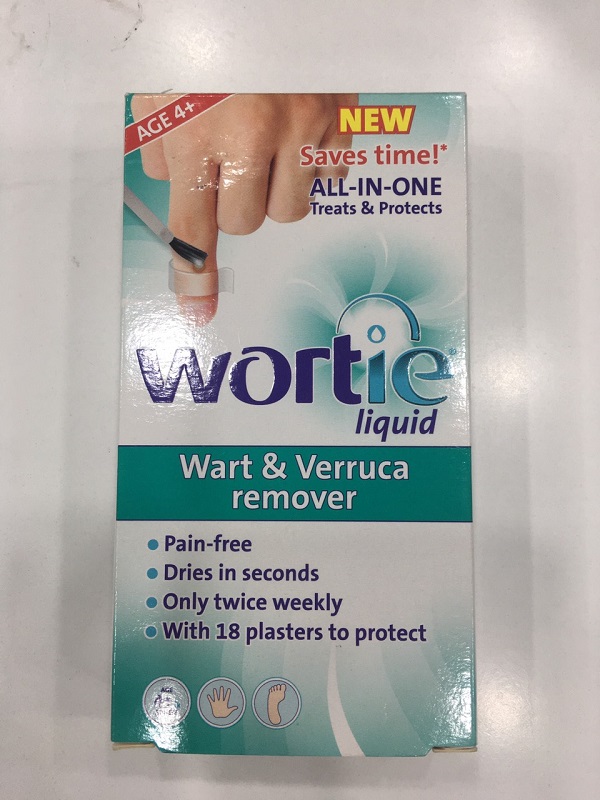 AGE 4+
NEW
Saves time!*
ALL-IN-ONE
Treats & Protects
wortie
liquid
Wart & Verruca
remover
• Pain-free
• Dries in seconds
• Only twice weekly
• With 18 plasters to protect